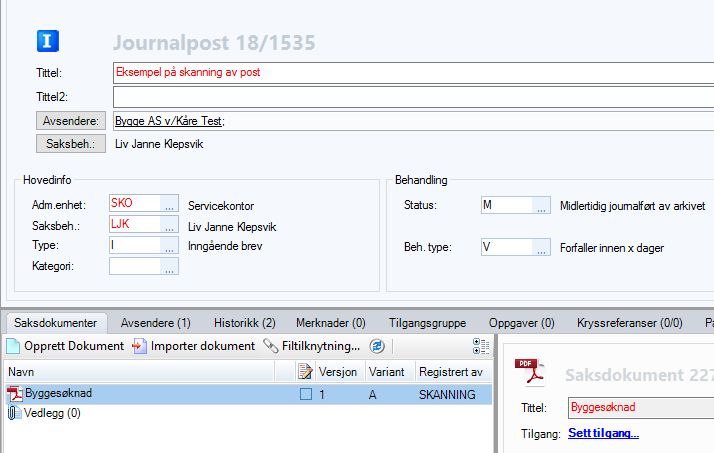 I Journalpost 18/1535
Tittel: Eksempel på skanning av post
Tittel2:
Avsendere: Bygge AS v/Kåre Test;
Saksbeh.: Liv Janne Klepsvik
Hovedinfo
Adm.enhet: SKO ... Servicekontor
Saksbeh.: LJK ... Liv Janne Klepsvik
Type: I ... Inngående brev
Kategori: ...
Behandling
Status: M ... Midlertidig journalført av arkivet
Beh. type: V ... Forfaller innen x dager
Saksdokumenter Avsendere (1) Historikk (2) Merknader (0) Tilgangsgruppe Oppgaver (0) Kryssreferanser (0/0) Pa
Opprett Dokument Importer dokument Filtilknytning...
Navn Versjon Variant Registrert av
Byggesøknad 1 A SKANNING
Vedlegg (0)
PDF Saksdokument 227
Tittel: Byggesøknad
Tilgang: Sett tilgang...